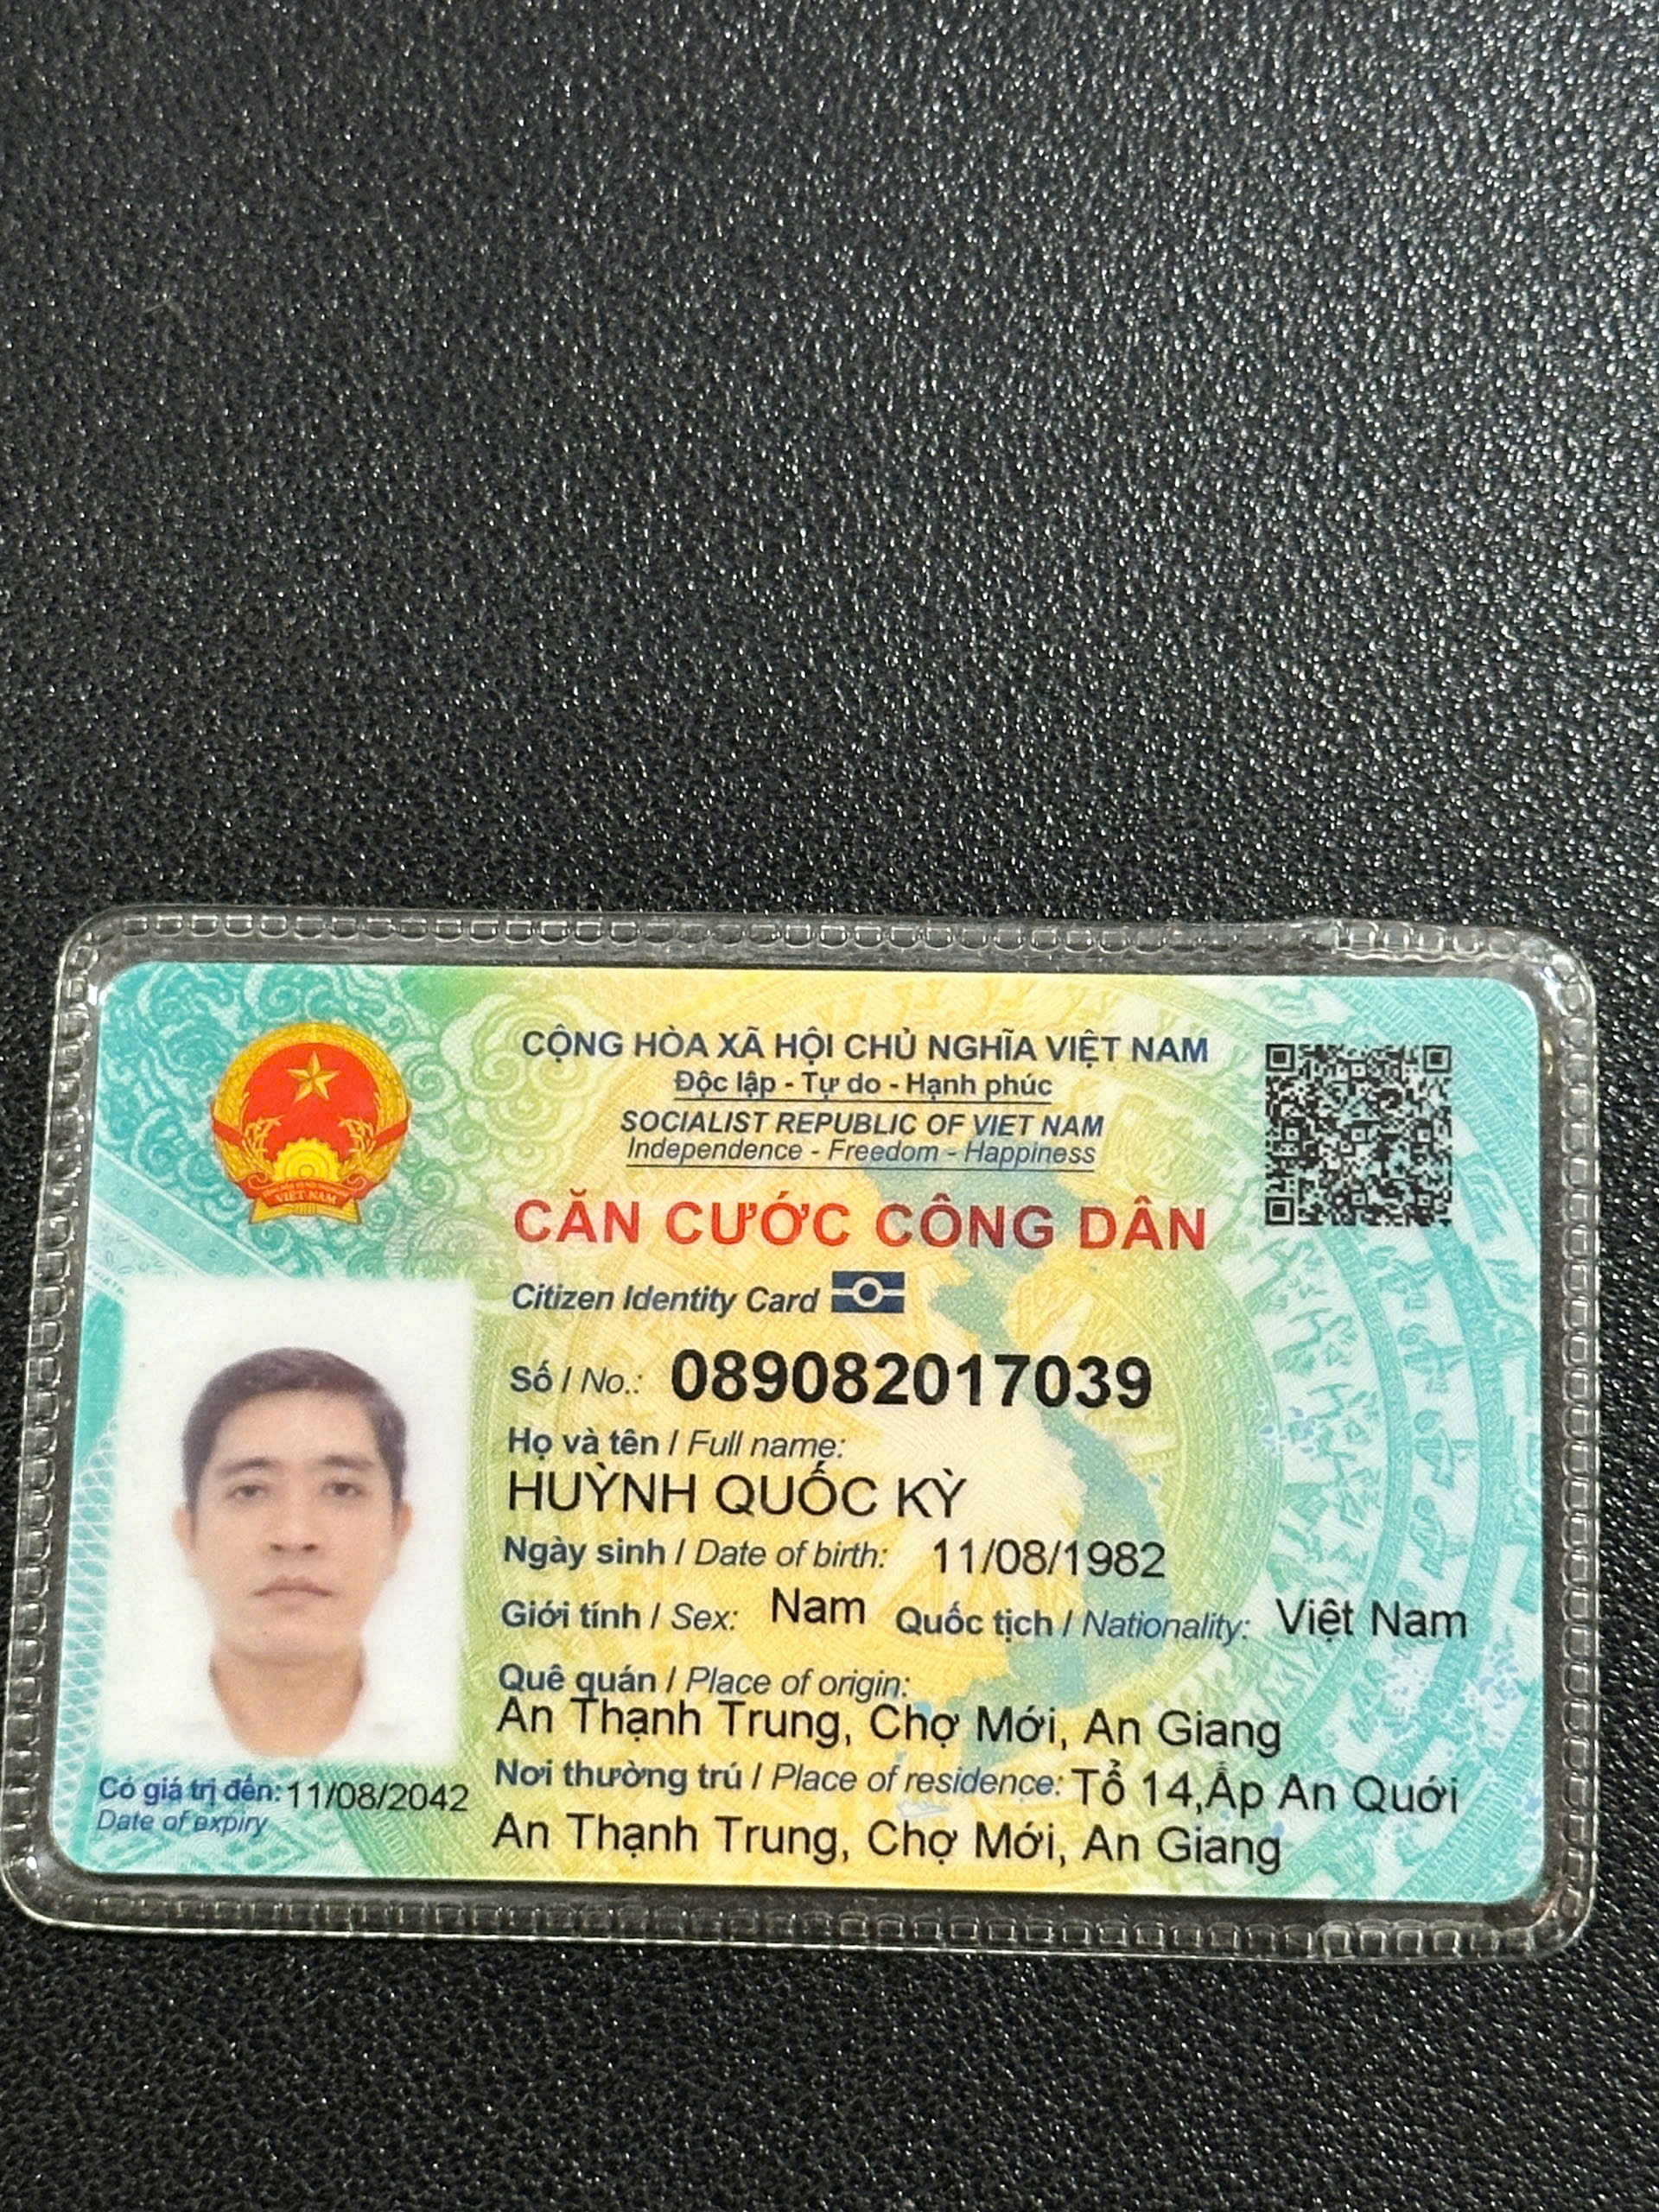 CỘNG HÒA XÃ HỘI CHỦ NGHĨA VIỆT NAM
Độc lập - Tự do - Hạnh phúc
SOCIALIST REPUBLIC OF VIET NAM
Independence - Freedom - Happiness
CĂN CƯỚC CÔNG DÂN
Citizen Identity Card
Số / No.: 089082017039
Họ và tên / Full name:
HUỲNH QUỐC KỲ
Ngày sinh / Date of birth: 11/08/1982
Giới tính / Sex: Nam Quốc tịch / Nationality: Việt Nam
Quê quán / Place of origin:
An Thạnh Trung, Chợ Mới, An Giang
Nơi thường trú / Place of residence: Tổ 14,Ấp An Quới
An Thạnh Trung, Chợ Mới, An Giang
Có giá trị đến: 11/08/2042
Date of expiry
VIỆT NAM